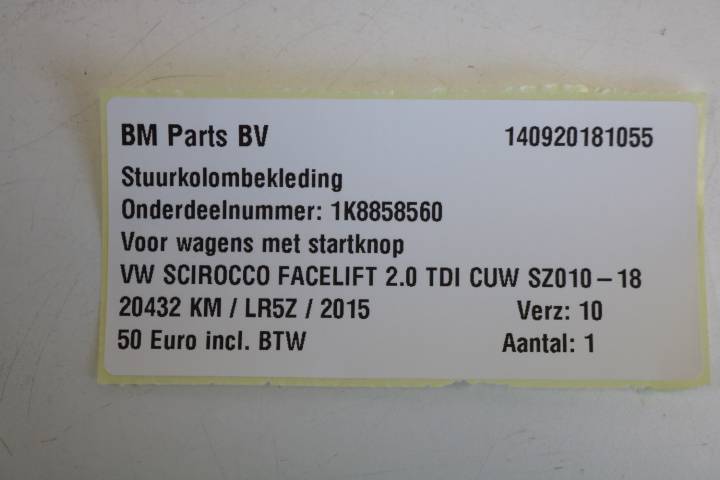 BM Parts BV 140920181055
Stuurkolombekleding
Onderdeelnummer: 1K8858560
Voor wagens met startknop
VW SCIROCCO FACELIFT 2.0 TDI CUW SZ010-18
20432 KM / LR5Z / 2015 Verz: 10
50 Euro incl. BTW Aantal: 1